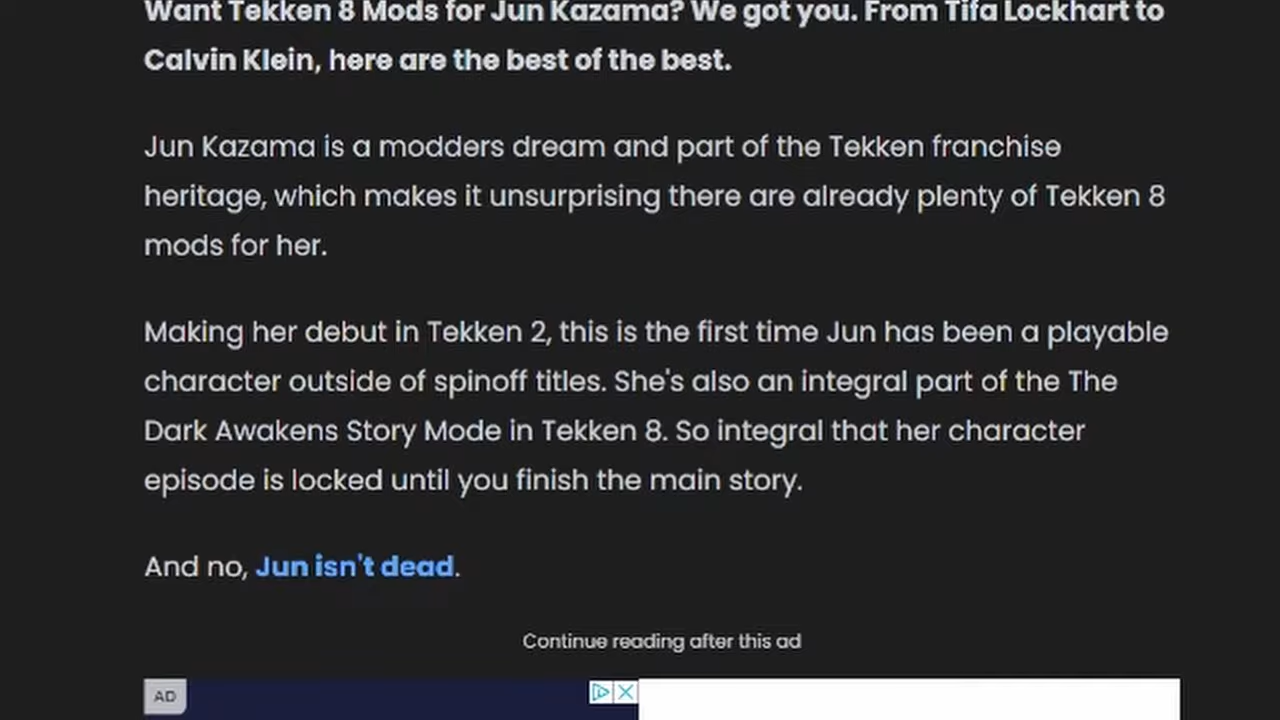 Want Tekken 8 Mods for Jun Kazama? We got you. From Tifa Lockhart to
Calvin Klein, here are the best of the best.
Jun Kazama is a modders dream and part of the Tekken franchise
heritage, which makes it unsurprising there are already plenty of Tekken 8
mods for her.
Making her debut in Tekken 2, this is the first time Jun has been a playable
character outside of spinoff titles. She's also an integral part of the The
Dark Awakens Story Mode in Tekken 8. So integral that her character
episode is locked until you finish the main story.
And no, Jun isn't dead.
Continue reading after this ad
AD